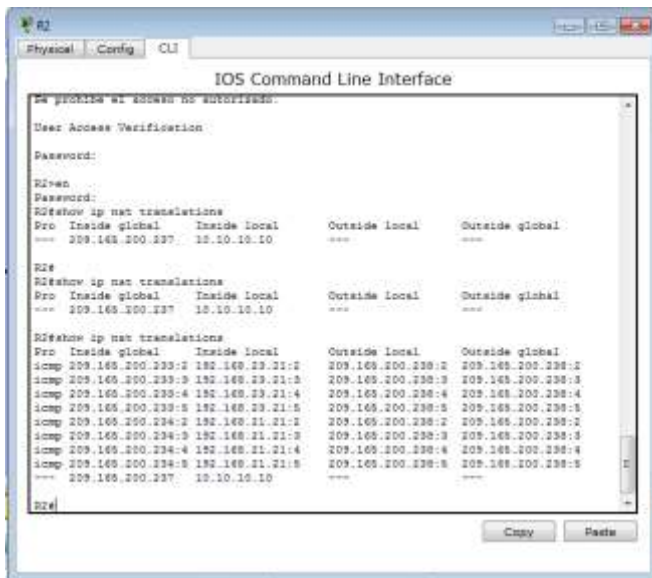 R2
Physical Config CLI
IOS Command Line Interface
Se prohibe el acceso no autorizado.
User Access Verification
Password:
R2>en
Password:
R2#show ip nat translations
Pro Inside global Inside local Outside local Outside global
--- 209.165.200.237 10.10.10.10 --- ---
R2#
R2#show ip nat translations
Pro Inside global Inside local Outside local Outside global
--- 209.165.200.237 10.10.10.10 --- ---
R2#show ip nat translations
Pro Inside global Inside local Outside local Outside global
icmp 209.165.200.233:2 192.168.23.21:2 209.165.200.238:2 209.165.200.238:2
icmp 209.165.200.233:3 192.168.23.21:3 209.165.200.238:3 209.165.200.238:3
icmp 209.165.200.233:4 192.168.23.21:4 209.165.200.238:4 209.165.200.238:4
icmp 209.165.200.233:5 192.168.23.21:5 209.165.200.238:5 209.165.200.238:5
icmp 209.165.200.234:2 192.168.21.21:2 209.165.200.238:2 209.165.200.238:2
icmp 209.165.200.234:3 192.168.21.21:3 209.165.200.238:3 209.165.200.238:3
icmp 209.165.200.234:4 192.168.21.21:4 209.165.200.238:4 209.165.200.238:4
icmp 209.165.200.234:5 192.168.21.21:5 209.165.200.238:5 209.165.200.238:5
--- 209.165.200.237 10.10.10.10 --- ---
R2#
Copy Paste